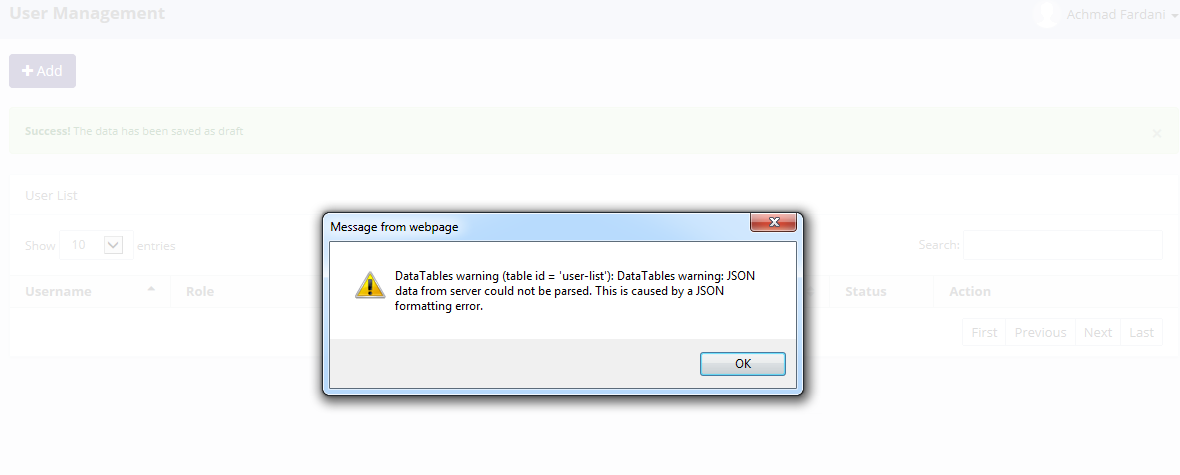 User Management
Achmad Fardani
+ Add
Success! The data has been saved as draft
×
User List
Show 10 entries
Search:
Message from webpage
DataTables warning (table id = 'user-list'): DataTables warning: JSON
data from server could not be parsed. This is caused by a JSON
formatting error.
OK
Username Role Status Action
First Previous Next Last